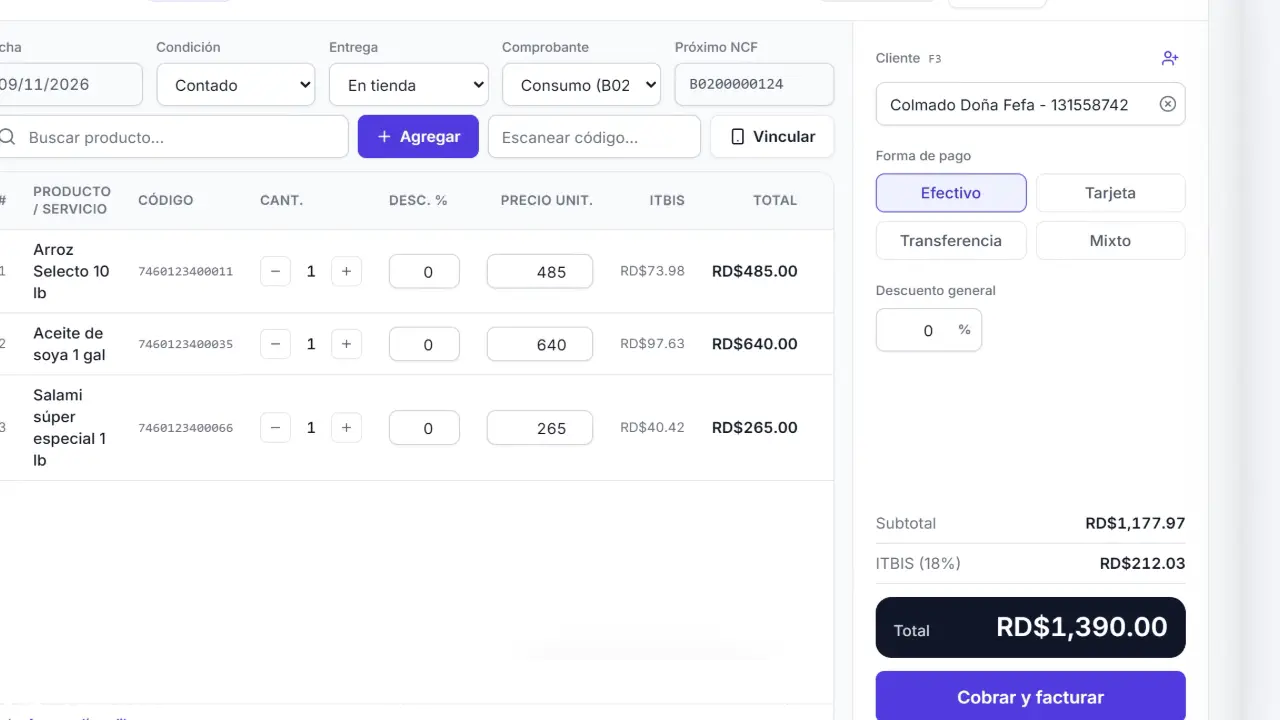 cha
Condición
Entrega
Comprobante
Próximo NCF
09/11/2026
Contado
En tienda
Consumo (B02
B0200000124
Buscar producto...
+ Agregar
Escanear código...
Vincular
#
PRODUCTO
/ SERVICIO
CÓDIGO
CANT.
DESC. %
PRECIO UNIT.
ITBIS
TOTAL
1
Arroz
Selecto 10
lb
7460123400011
− 1 +
0
485
RD$73.98
RD$485.00
2
Aceite de
soya 1 gal
7460123400035
− 1 +
0
640
RD$97.63
RD$640.00
3
Salami
súper
especial 1
lb
7460123400066
− 1 +
0
265
RD$40.42
RD$265.00
Cliente F3
Colmado Doña Fefa - 131558742
Forma de pago
Efectivo
Tarjeta
Transferencia
Mixto
Descuento general
0 %
Subtotal
RD$1,177.97
ITBIS (18%)
RD$212.03
Total
RD$1,390.00
Cobrar y facturar